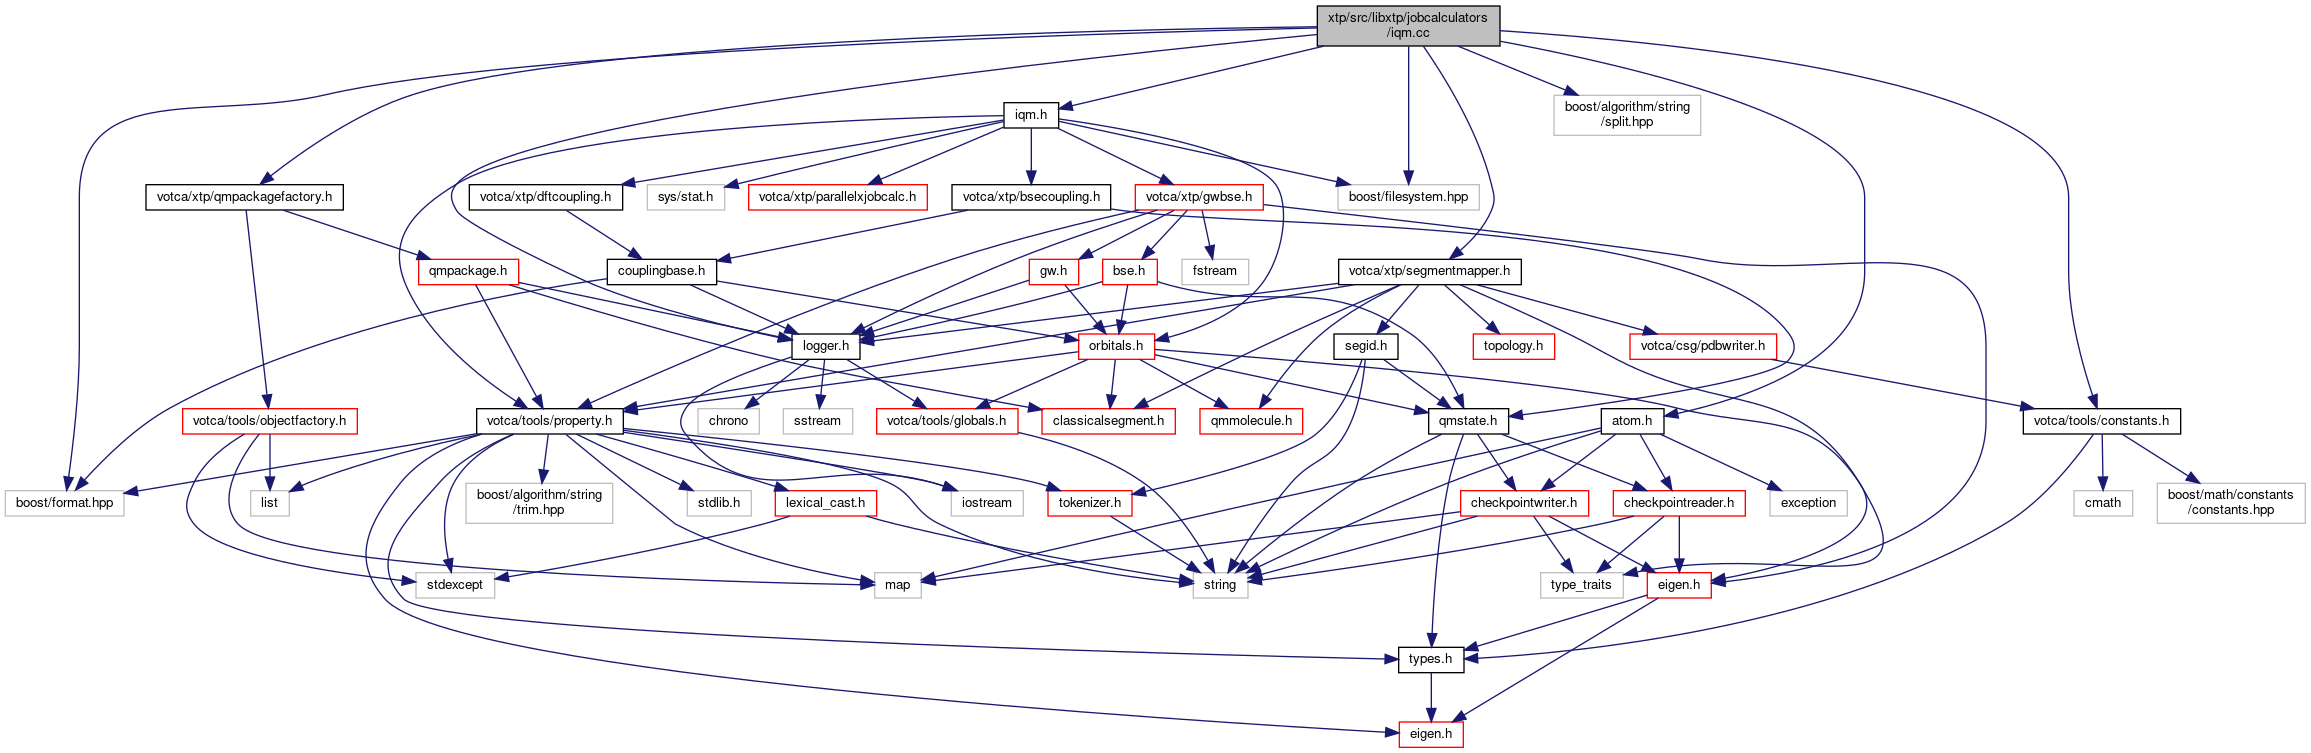 xtp/src/libxtp/jobcalculators
/iqm.cc
iqm.h
boost/algorithm/string
/split.hpp
votca/xtp/qmpackagefactory.h
votca/xtp/dftcoupling.h
sys/stat.h
votca/xtp/parallelxjobcalc.h
votca/xtp/bsecoupling.h
votca/xtp/gwbse.h
boost/filesystem.hpp
qmpackage.h
couplingbase.h
gw.h
bse.h
fstream
votca/xtp/segmentmapper.h
logger.h
orbitals.h
segid.h
topology.h
votca/csg/pdbwriter.h
votca/tools/objectfactory.h
votca/tools/property.h
chrono
sstream
votca/tools/globals.h
classicalsegment.h
qmmolecule.h
qmstate.h
atom.h
votca/tools/constants.h
boost/format.hpp
list
boost/algorithm/string
/trim.hpp
stdlib.h
lexical_cast.h
iostream
tokenizer.h
checkpointwriter.h
checkpointreader.h
exception
cmath
boost/math/constants
/constants.hpp
stdexcept
map
string
type_traits
eigen.h
types.h
eigen.h